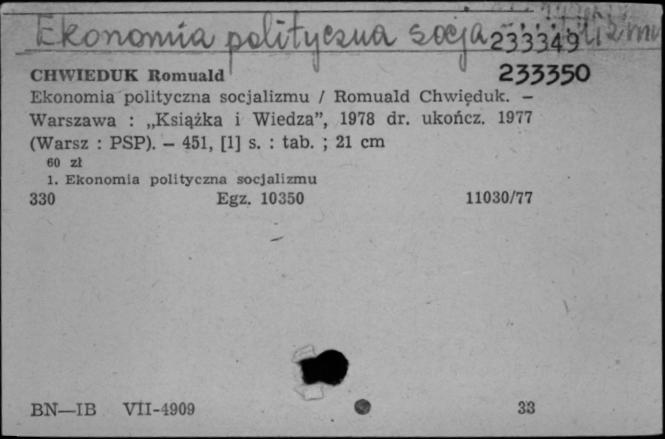 Ekonomia polityczna socjalizmu
233349
CHWIEDUK Romuald 233350
Ekonomia polityczna socjalizmu / Romuald Chwięduk. —
Warszawa : „Książka i Wiedza”, 1978 dr. ukończ. 1977
(Warsz : PSP). — 451, [1] s. : tab. ; 21 cm
60 zł
1. Ekonomia polityczna socjalizmu
330 Egz. 10350 11030/77
BN—IB VII-4909 33